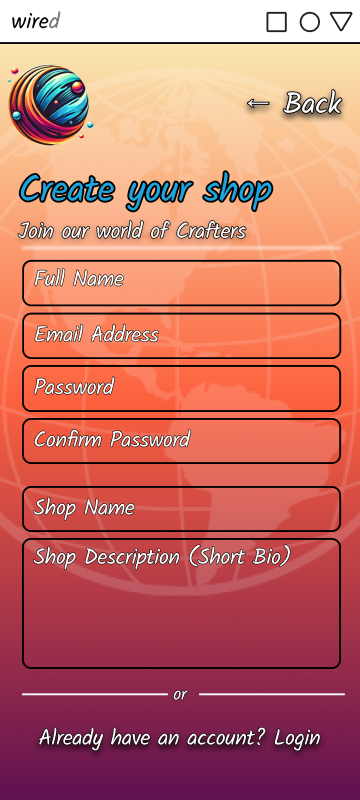 wired
← Back
Create your shop
Join our world of Crafters
Full Name
Email Address
Password
Confirm Password
Shop Name
Shop Description (Short Bio)
or
Already have an account? Login